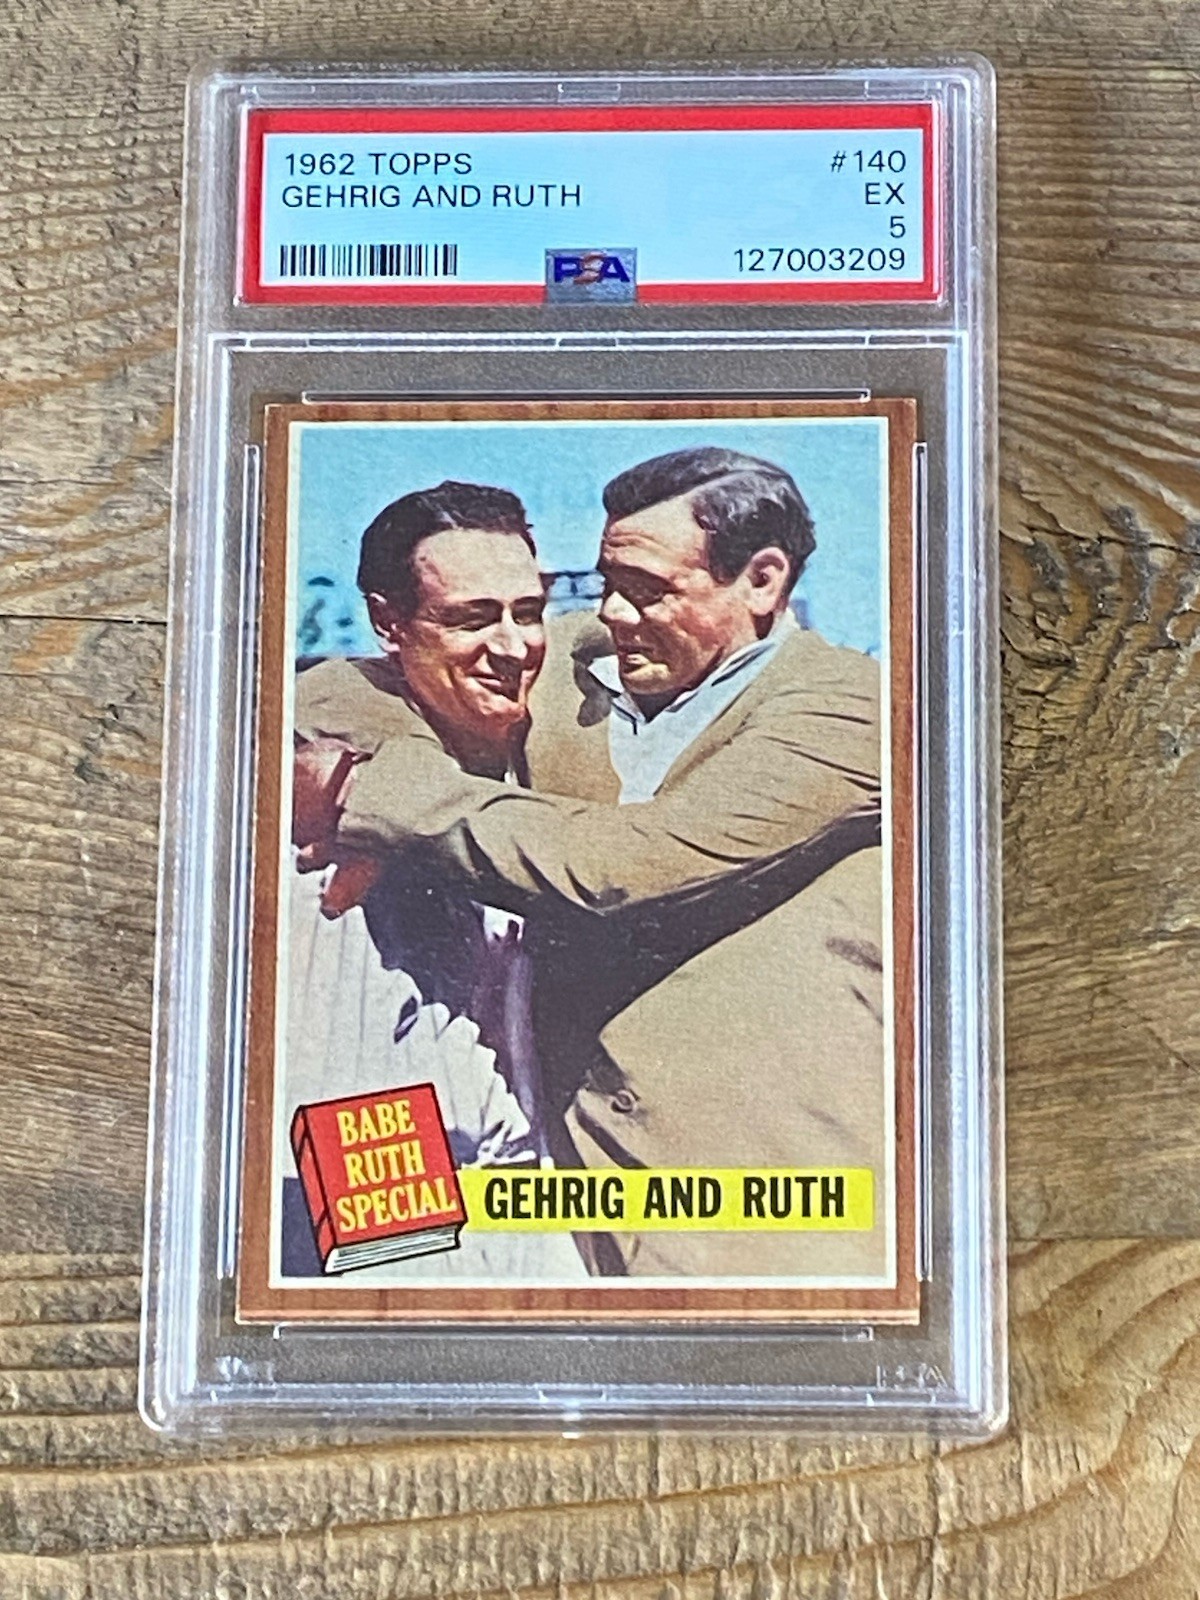 1962 TOPPS #140
GEHRIG AND RUTH EX
5
PSA 127003209
BABE
RUTH
SPECIAL
GEHRIG AND RUTH